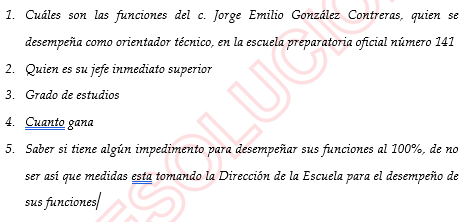 1. Cuáles son las funciones del c. Jorge Emilio González Contreras, quien se
desempeña como orientador técnico, en la escuela preparatoria oficial número 141
2. Quien es su jefe inmediato superior
3. Grado de estudios
4. Cuanto gana
5. Saber si tiene algún impedimento para desempeñar sus funciones al 100%, de no
ser así que medidas esta tomando la Dirección de la Escuela para el desempeño de
sus funciones
ESOLUCIO